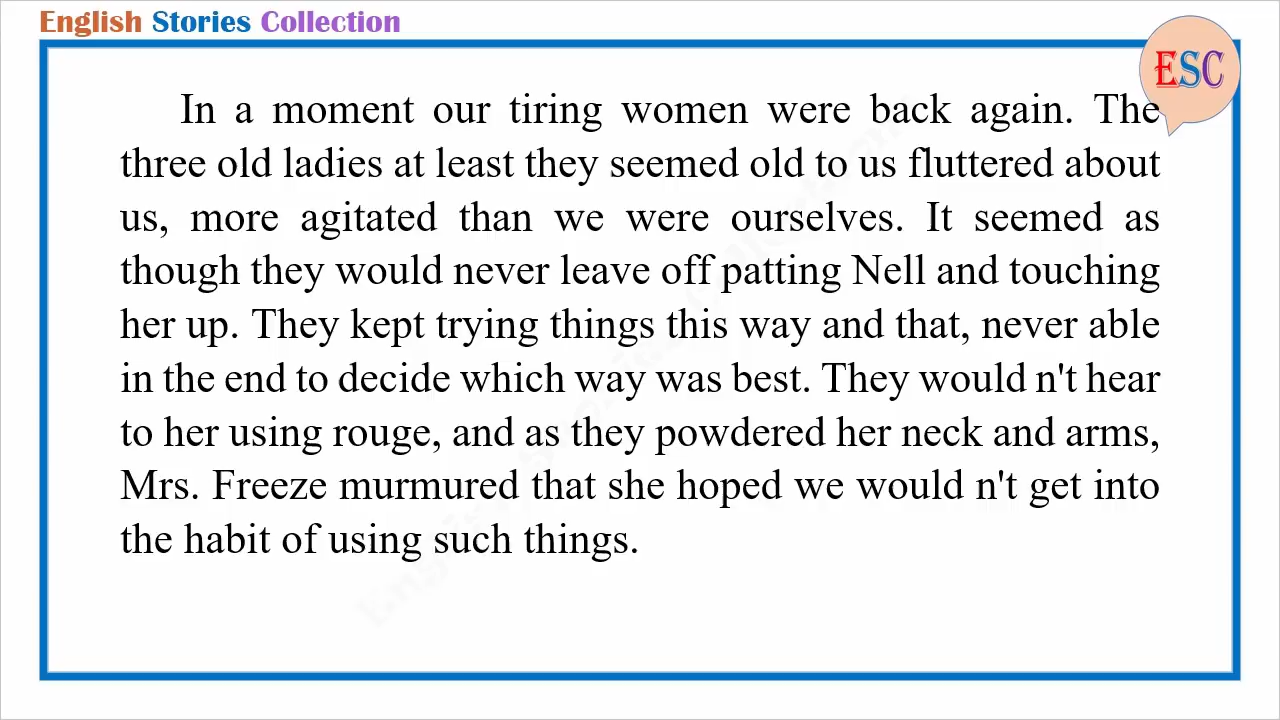 English Stories Collection
ESC
In a moment our tiring women were back again. The
three old ladies at least they seemed old to us fluttered about
us, more agitated than we were ourselves. It seemed as
though they would never leave off patting Nell and touching
her up. They kept trying things this way and that, never able
in the end to decide which way was best. They would n't hear
to her using rouge, and as they powdered her neck and arms,
Mrs. Freeze murmured that she hoped we would n't get into
the habit of using such things.